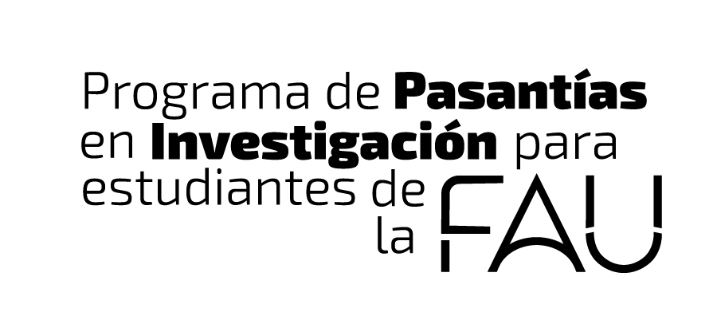 Programa de Pasantías
en Investigación para
estudiantes de
la FAU